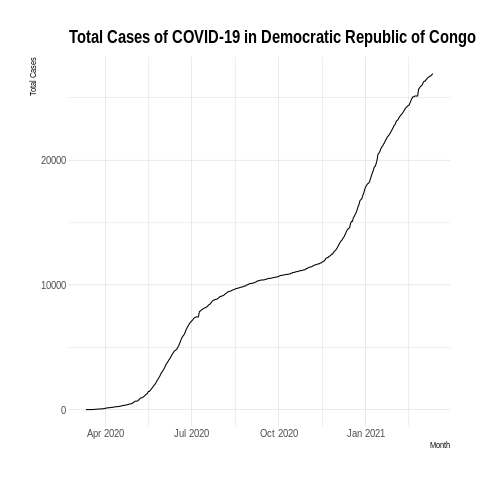 Total Cases of COVID-19 in Democratic Republic of Congo
Total Cases
20000
10000
0
Apr 2020 Jul 2020 Oct 2020 Jan 2021
Month